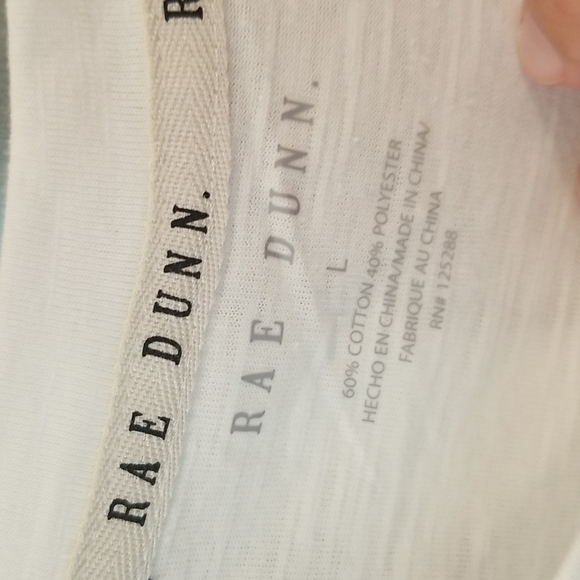 R
RAE DUNN.
RAE DUNN.
L
60% COTTON 40% POLYESTER
HECHO EN CHINA/MADE IN CHINA/
FABRIQUE AU CHINA
RN# 125288